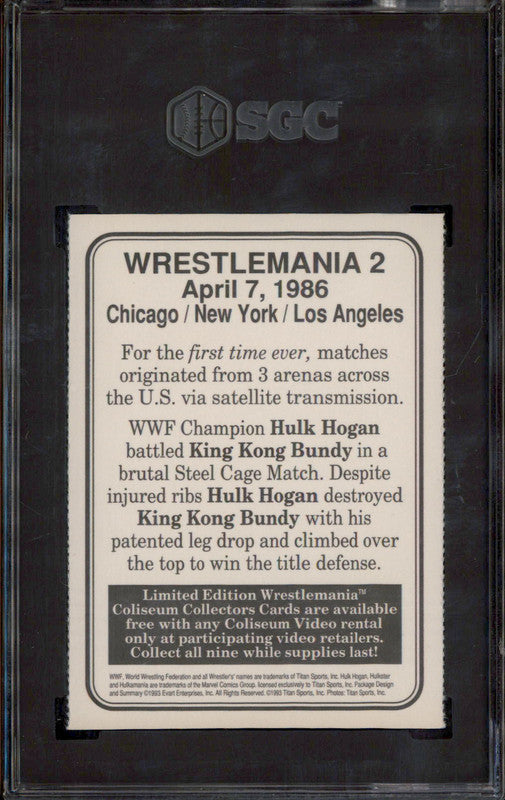 SGC
WRESTLEMANIA 2
April 7, 1986
Chicago / New York / Los Angeles
For the first time ever, matches
originated from 3 arenas across
the U.S. via satellite transmission.
WWF Champion Hulk Hogan
battled King Kong Bundy in a
brutal Steel Cage Match. Despite
injured ribs Hulk Hogan destroyed
King Kong Bundy with his
patented leg drop and climbed over
the top to win the title defense.
Limited Edition Wrestlemania™
Coliseum Collectors Cards are available
free with any Coliseum Video rental
only at participating video retailers.
Collect all nine while supplies last!
WWF, World Wrestling Federation and all Wrestler's names are trademarks of Titan Sports, Inc. Hulk Hogan, Hulkster
and Hulkamania are trademarks of the Marvel Comics Group. licensed exclusively to Titan Sports, Inc. Package Design
and Summary ©1993 Evart Enterprises, Inc. All Rights Reserved. ©1993 Titan Sports, Inc. Photos: Titan Sports, Inc.